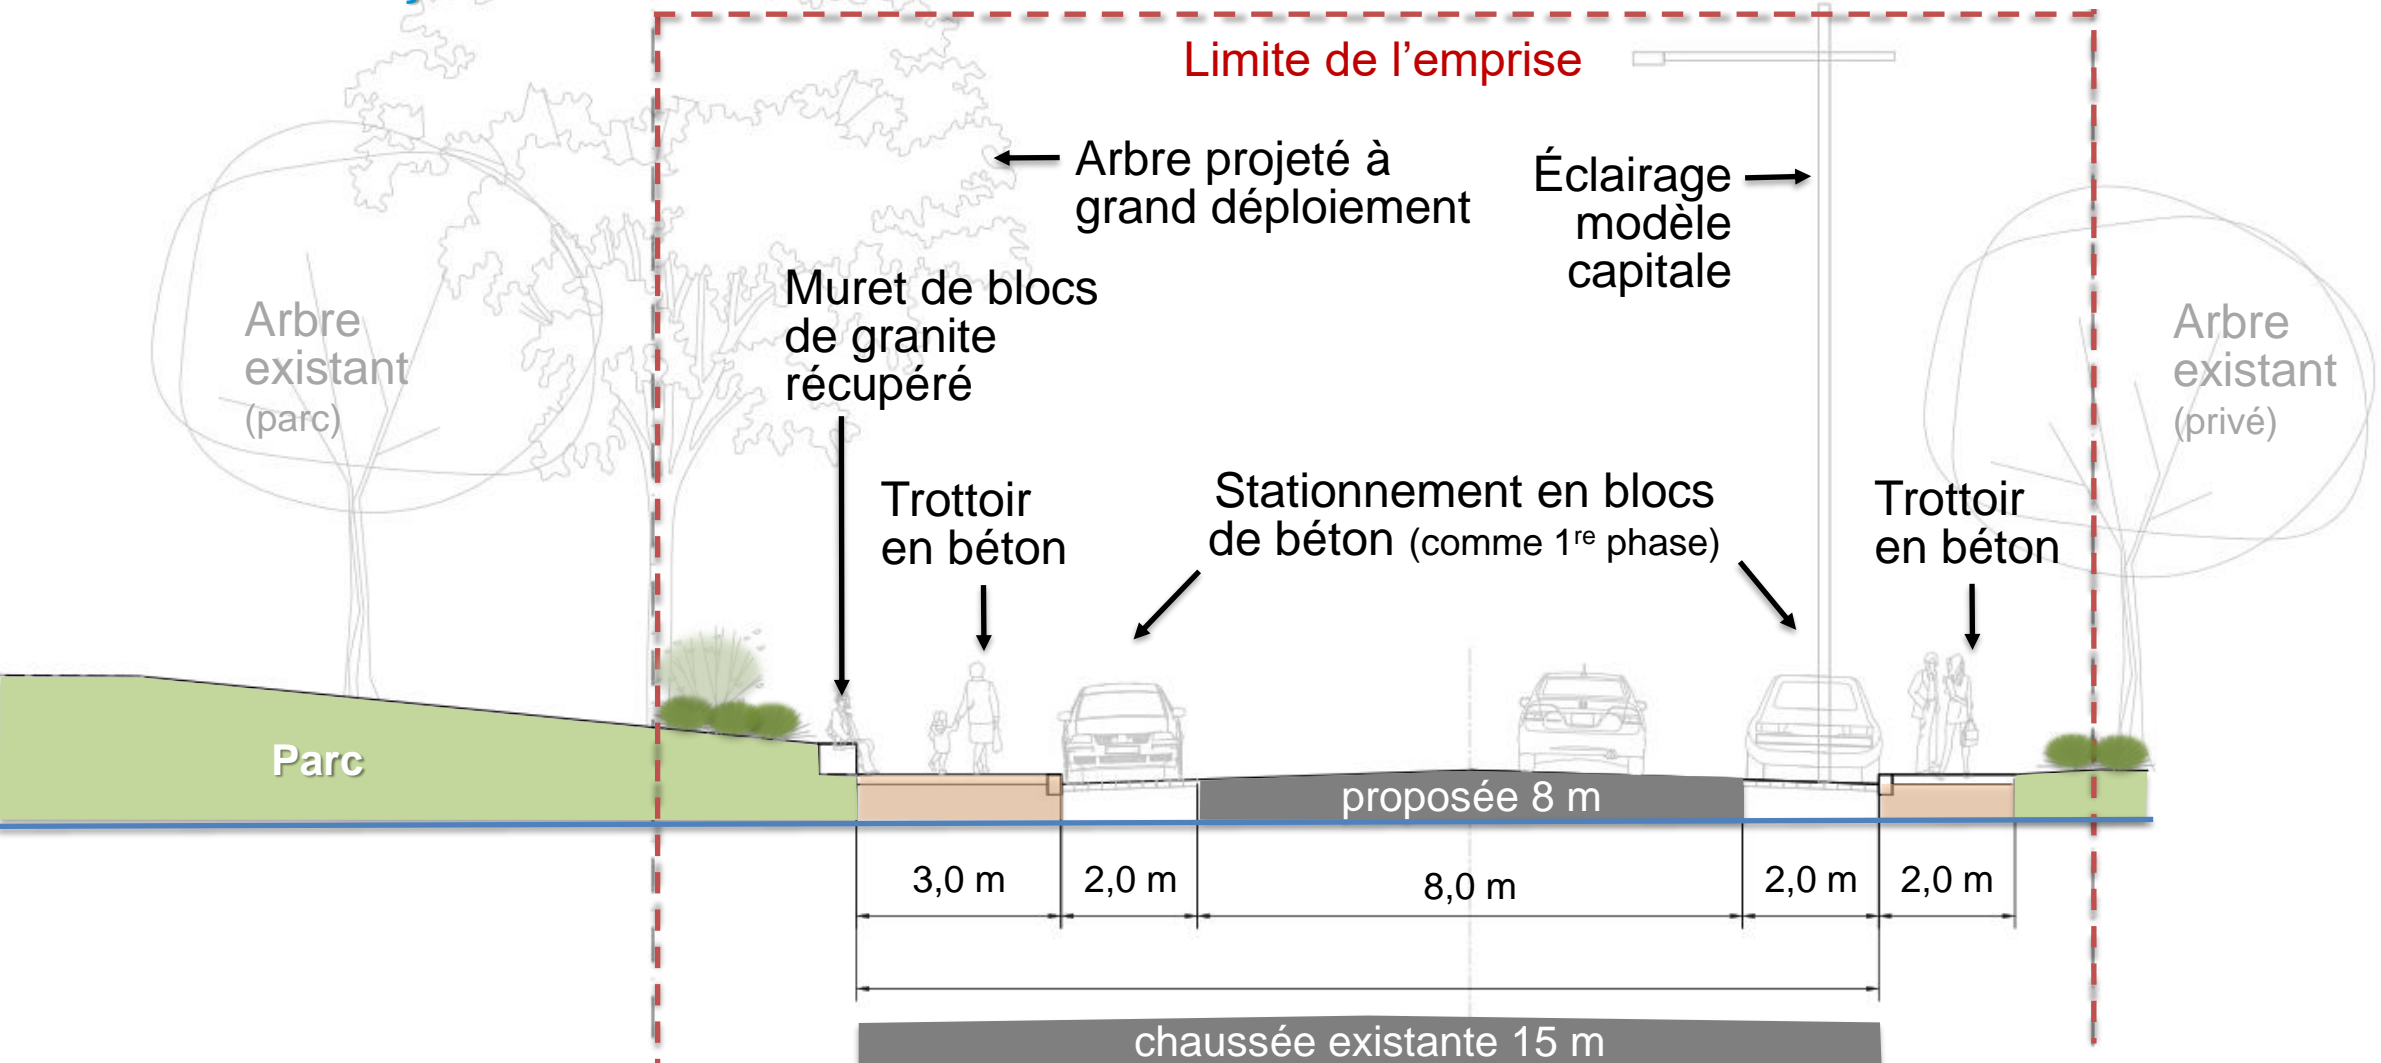 Limite de l’emprise
Arbre projeté à
grand déploiement
Éclairage
modèle
capitale
Muret de blocs
de granite
récupéré
Arbre
existant
(parc)
Arbre
existant
(privé)
Trottoir
en béton
Stationnement en blocs
de béton (comme 1re phase)
Trottoir
en béton
Parc
proposée 8 m
3,0 m
2,0 m
8,0 m
2,0 m
2,0 m
chaussée existante 15 m